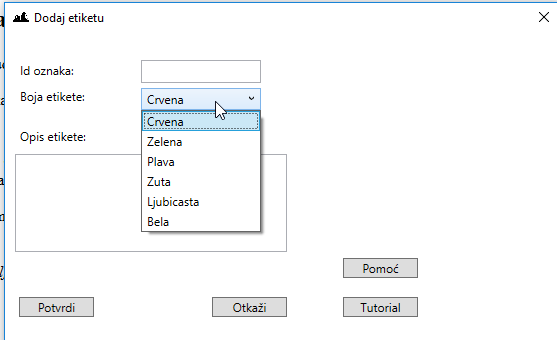 Dodaj etiketu
Id oznaka:
Boja etikete:
Crvena
Crvena
Zelena
Plava
Zuta
Ljubicasta
Bela
Opis etikete:
Pomoć
Potvrdi
Otkaži
Tutorial